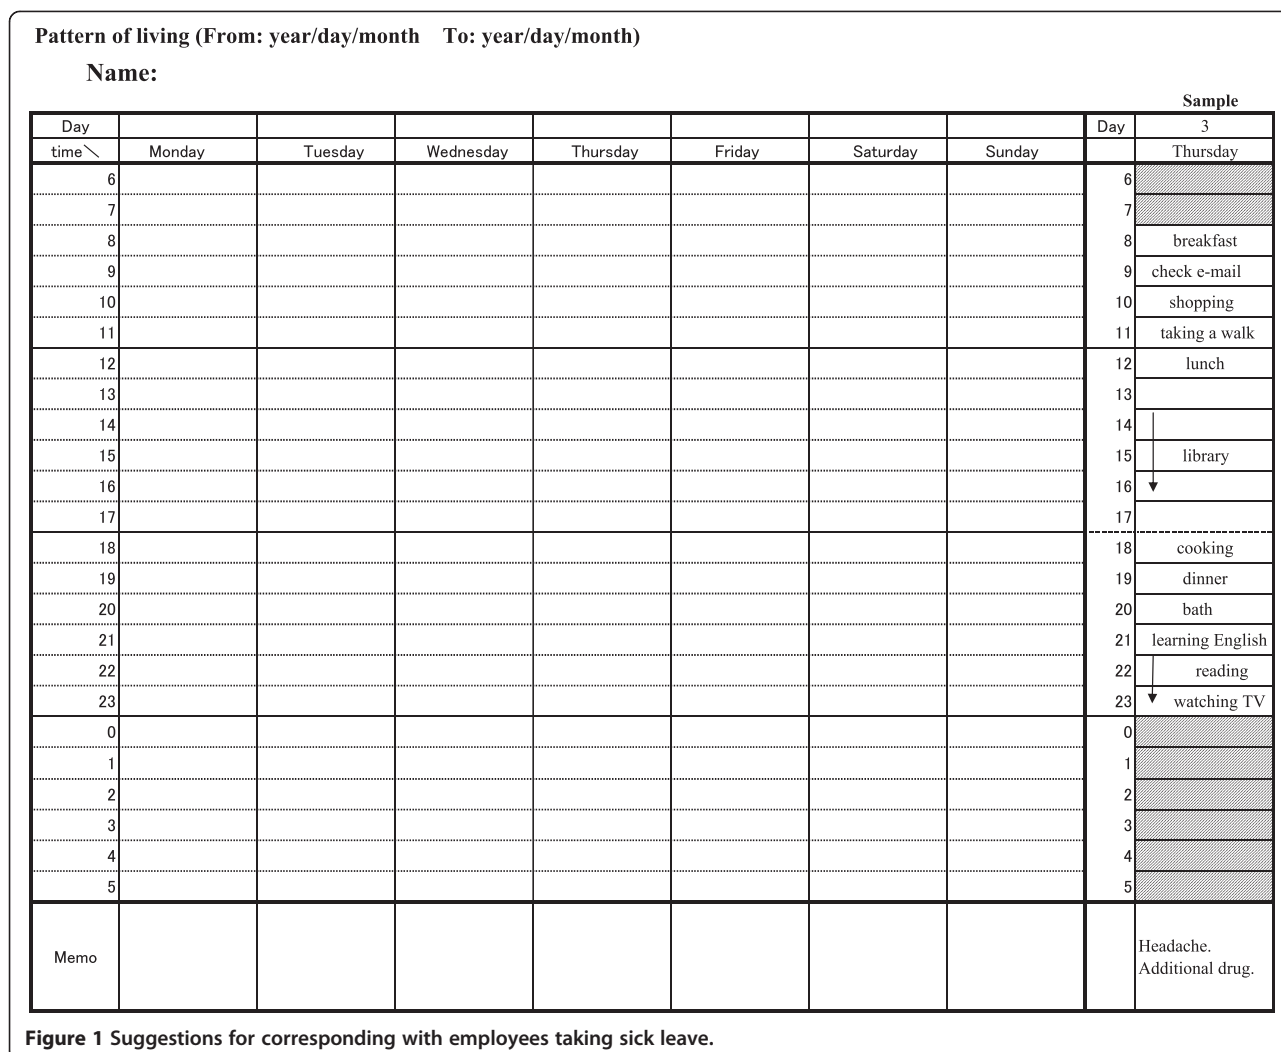 Pattern of living (From: year/day/month To: year/day/month)
Name:
Sample
Day Day 3
time＼ Monday Tuesday Wednesday Thursday Friday Saturday Sunday Thursday
6 6
7 7
8 8 breakfast
9 9 check e-mail
10 10 shopping
11 11 taking a walk
12 12 lunch
13 13
14 14
15 15 library
16 16
17 17
18 18 cooking
19 19 dinner
20 20 bath
21 21 learning English
22 22 reading
23 23 watching TV
0 0
1 1
2 2
3 3
4 4
5 5
Memo Headache.
Additional drug.
Figure 1 Suggestions for corresponding with employees taking sick leave.